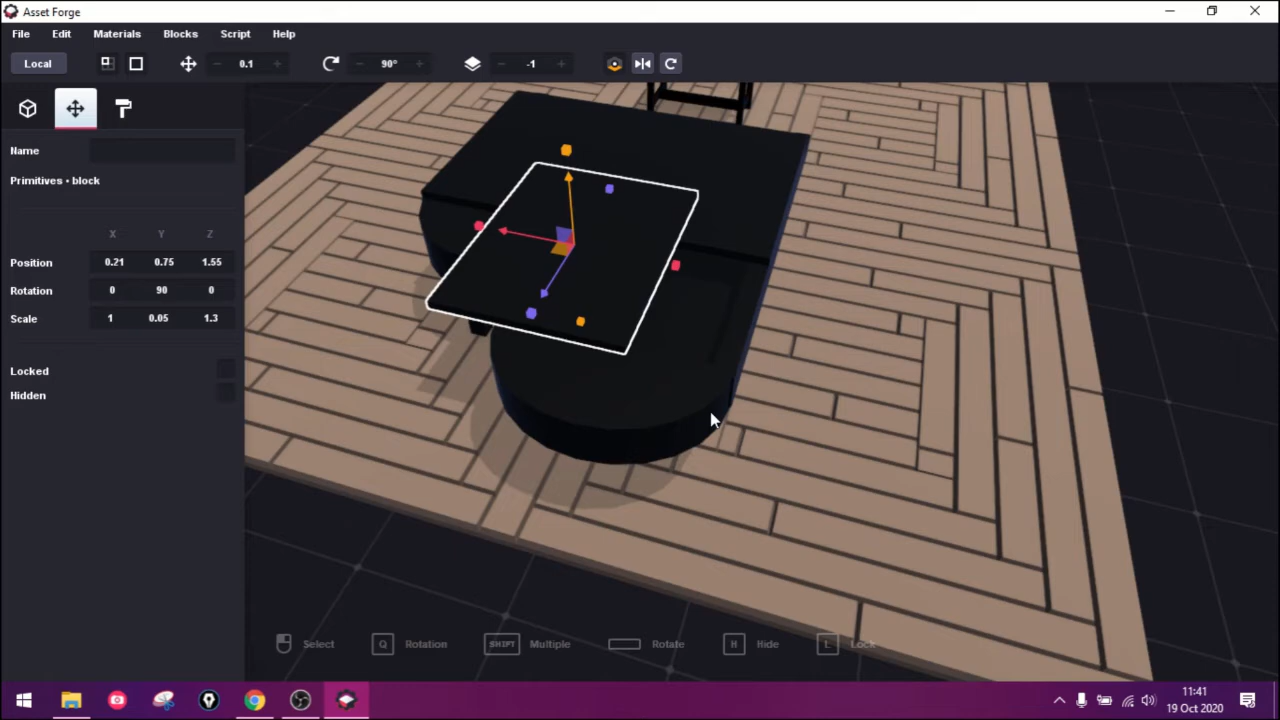 Asset Forge
File Edit Materials Blocks Script Help
Local 0.1 90° -1
Name
Primitives • block
X Y Z
Position 0.21 0.75 1.55
Rotation 0 90 0
Scale 1 0.05 1.3
Locked
Hidden
Select Q Rotation SHIFT Multiple Rotate H Hide L Lock
11:41
19 Oct 2020